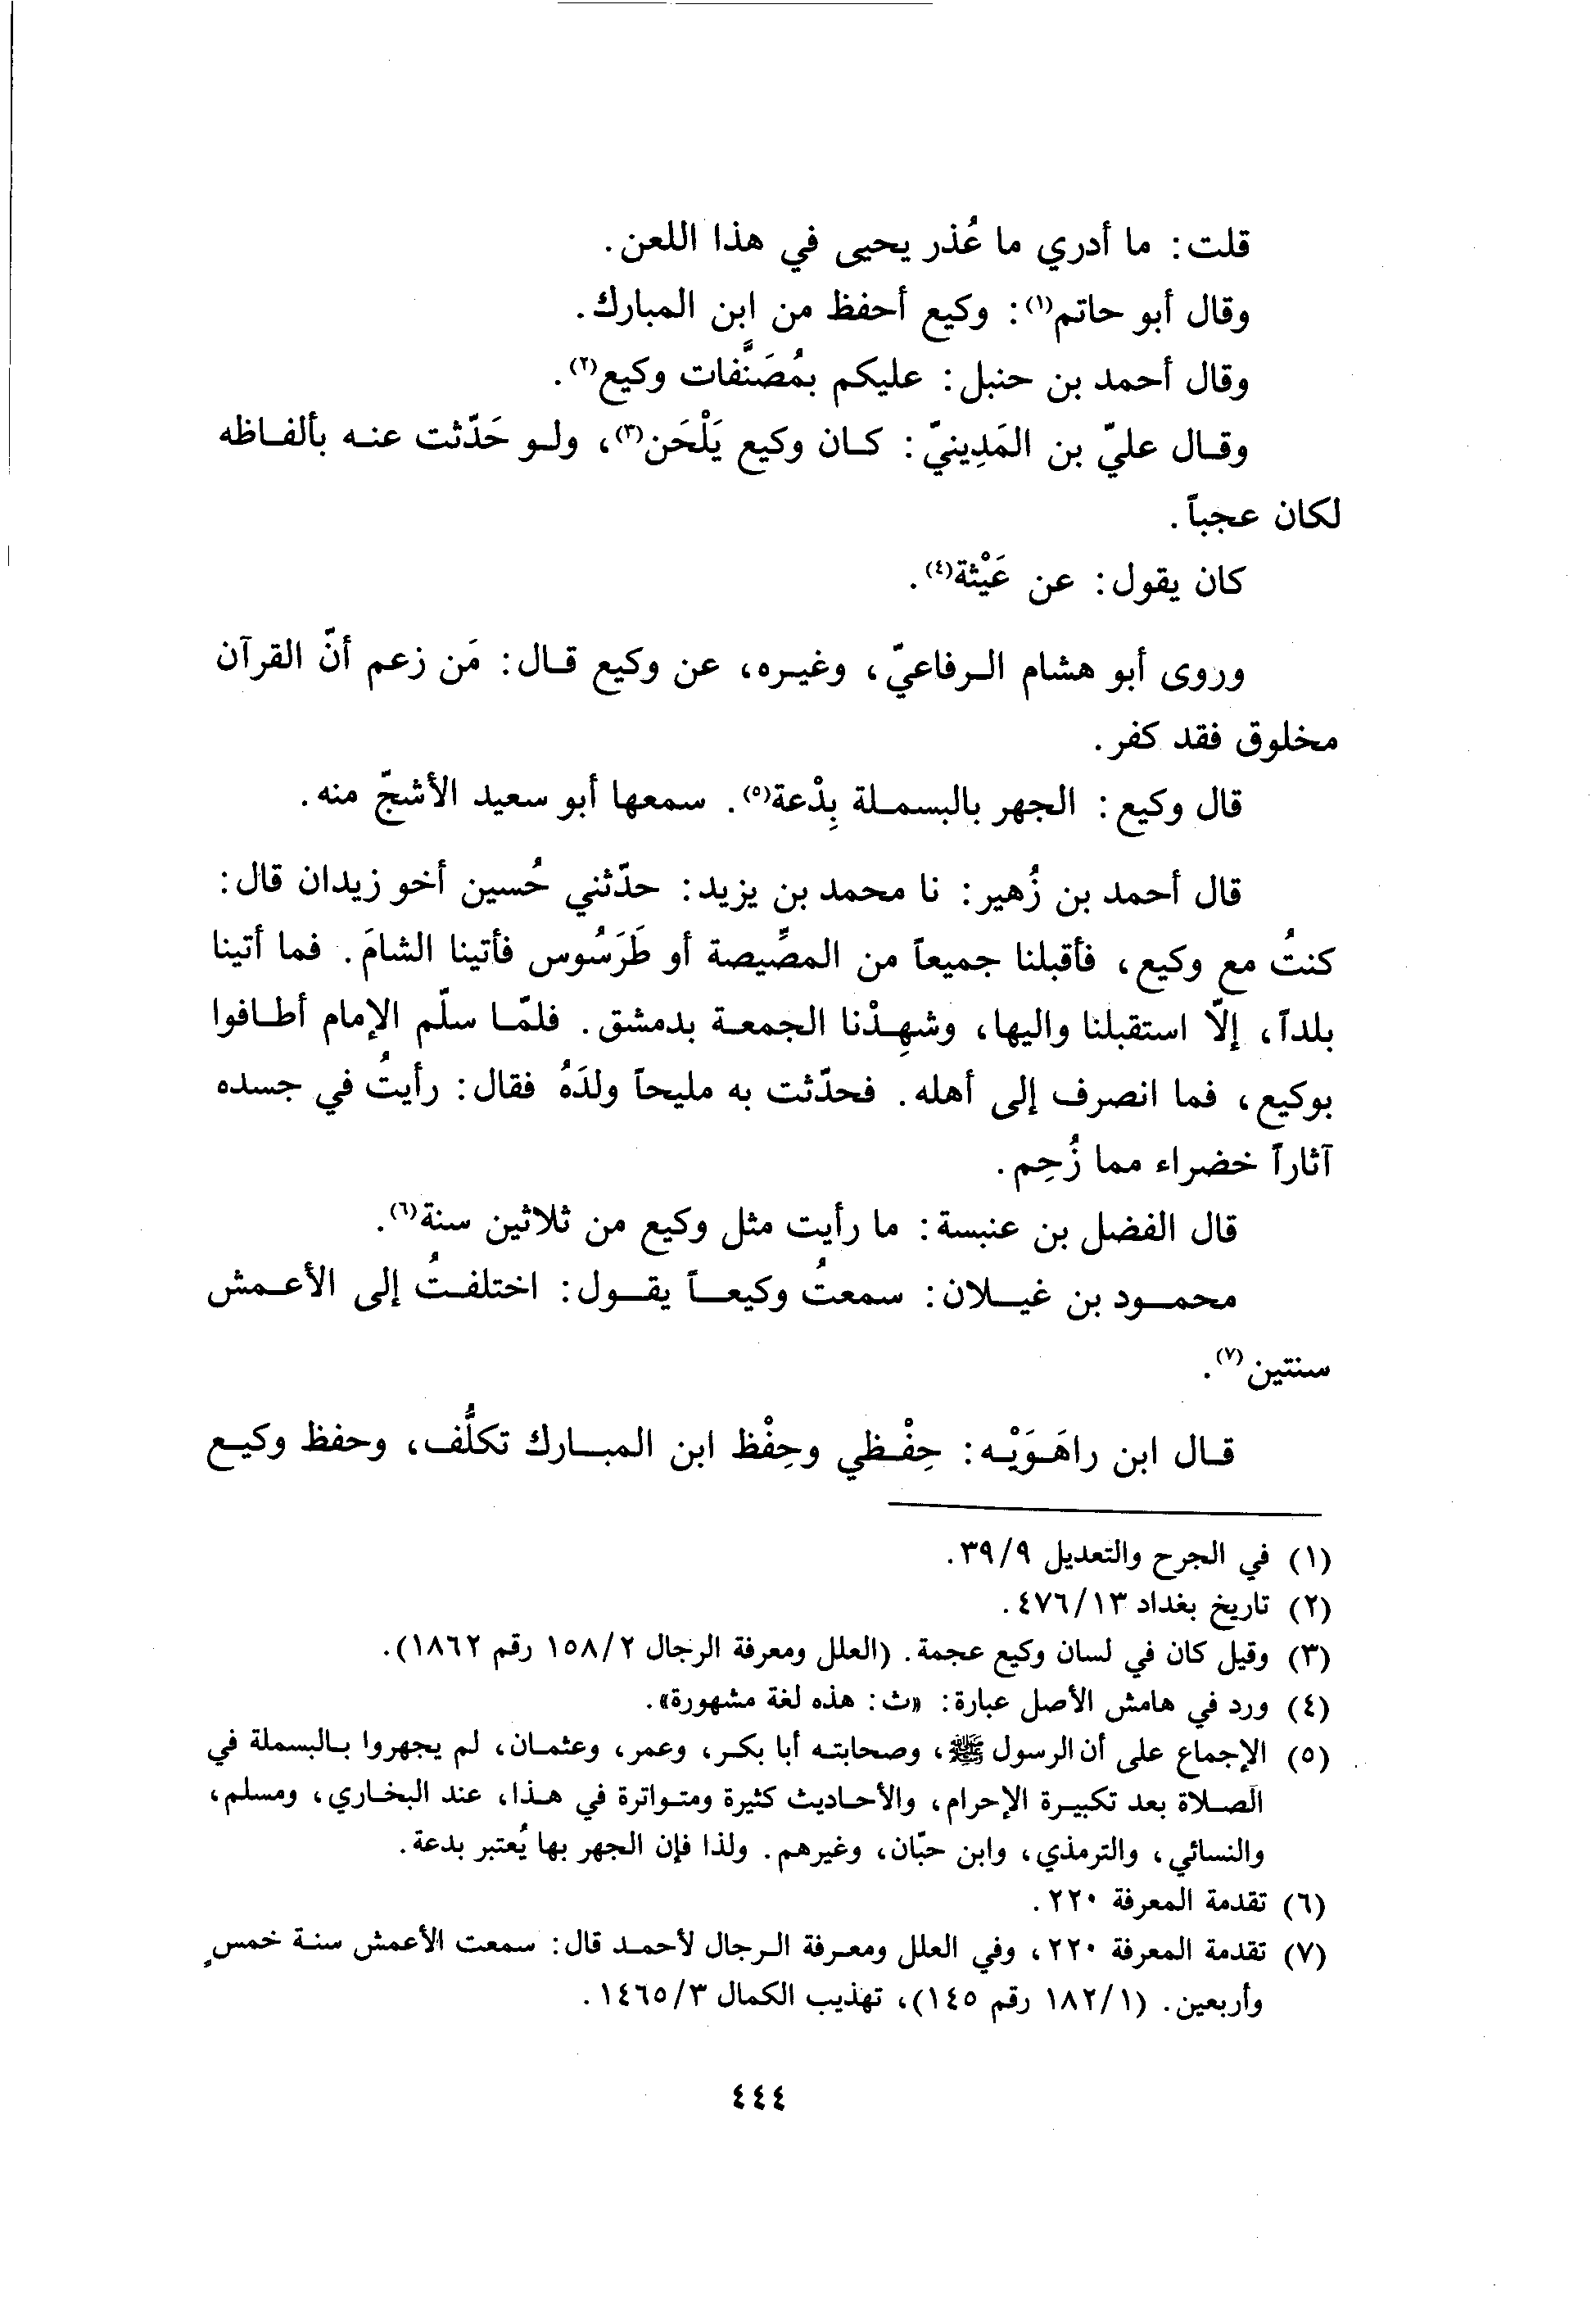 قلت: ما أدري ما عُذر يحيى في هذا اللعن.
وقال أبو حاتم(١): وكيع أحفظ من ابن المبارك.
وقال أحمد بن حنبل: عليكم بمُصَنَّفات وكيع(٢).
وقال عليّ بن المَدِينيّ: كان وكيع يَلْحَن(٣)، ولو حَدّثت عنه بألفاظه
لكان عجباً.
كان يقول: عن عَيْثة(٤).
وروى أبو هشام الرفاعيّ، وغيره، عن وكيع قال: مَن زعم أنّ القرآن
مخلوق فقد كفر.
قال وكيع: الجهر بالبسملة بِدْعة(٥). سمعها أبو سعيد الأشجّ منه.
قال أحمد بن زُهير: نا محمد بن يزيد: حدّثني حُسين أخو زيدان قال:
كنتُ مع وكيع، فأقبلنا جميعاً من المصِّيصة أو طَرَسُوس فأتينا الشامَ. فما أتينا
بلداً، إلّا استقبلنا واليها، وشهِدْنا الجمعة بدمشق. فلمّا سلّم الإمام أطافوا
بوكيع، فما انصرف إلى أهله. فحدّثت به مليحاً ولدَهُ فقال: رأيتُ في جسده
آثاراً خضراء مما زُحِم.
قال الفضل بن عنبسة: ما رأيت مثل وكيع من ثلاثين سنة(٦).
محمود بن غيلان: سمعتُ وكيعاً يقول: اختلفتُ إلى الأعمش
سنتين(٧).
قال ابن راهَوَيْه: حِفْظي وحِفْظ ابن المبارك تكلُّف، وحفظ وكيع
(١) في الجرح والتعديل ٣٩/٩.
(٢) تاريخ بغداد ٤٧٦/١٣.
(٣) وقيل كان في لسان وكيع عجمة. (العلل ومعرفة الرجال ١٥٨/٢ رقم ١٨٦٢).
(٤) ورد في هامش الأصل عبارة: «ث: هذه لغة مشهورة».
(٥) الإجماع على أن الرسول ﷺ، وصحابته أبا بكر، وعمر، وعثمان، لم يجهروا بالبسملة في
الصلاة بعد تكبيرة الإحرام، والأحاديث كثيرة ومتواترة في هذا، عند البخاري، ومسلم،
والنسائي، والترمذي، وابن حبّان، وغيرهم. ولذا فإن الجهر بها يُعتبر بدعة.
(٦) تقدمة المعرفة ٢٢٠.
(٧) تقدمة المعرفة ٢٢٠، وفي العلل ومعرفة الرجال لأحمد قال: سمعت الأعمش سنة خمسٍ
وأربعين. (١٨٢/١ رقم ١٤٥)، تهذيب الكمال ١٤٦٥/٣.
٤٤٤